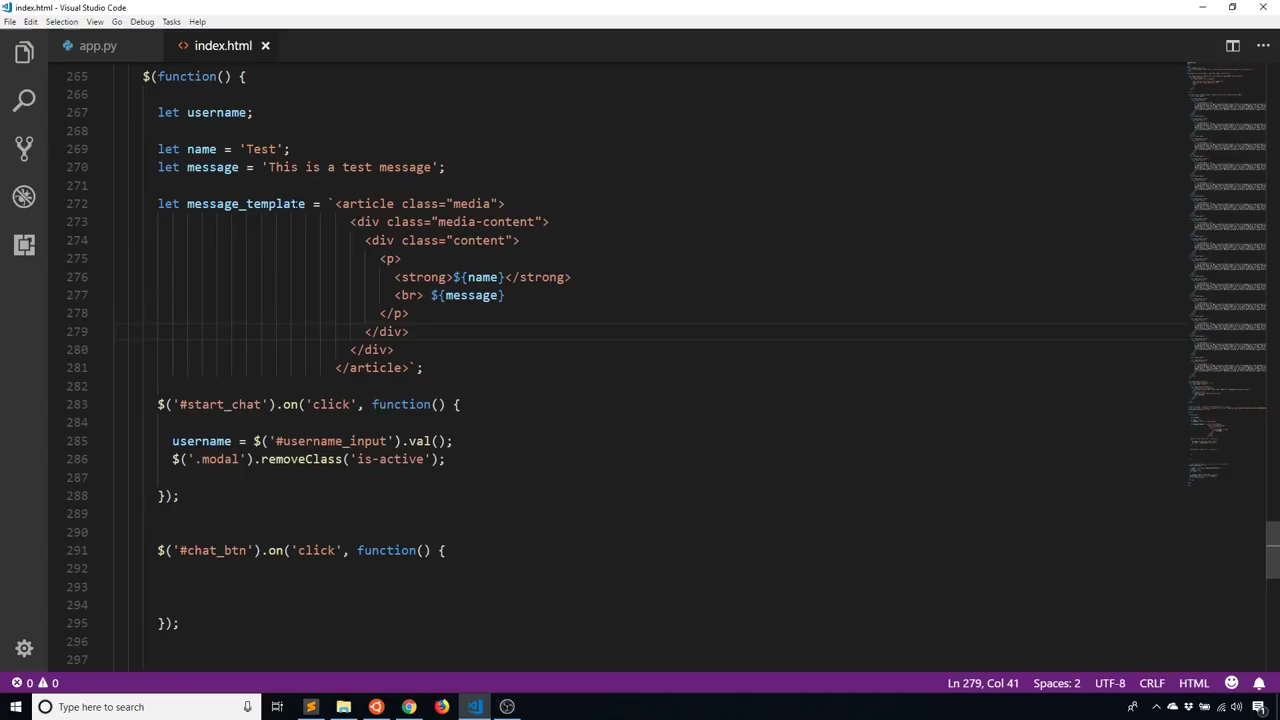 index.html - Visual Studio Code
File Edit Selection View Go Debug Tasks Help
app.py index.html
265 $(function() {
266
267 let username;
268
269 let name = 'Test';
270 let message = 'This is a test message';
271
272 let message_template = `<article class="media">
273 <div class="media-content">
274 <div class="content">
275 <p>
276 <strong>${name}</strong>
277 <br> ${message}
278 </p>
279 </div>
280 </div>
281 </article>`;
282
283 $('#start_chat').on('click', function() {
284
285 username = $('#username_input').val();
286 $('.modal').removeClass('is-active');
287
288 });
289
290
291 $('#chat_btn').on('click', function() {
292
293
294
295 });
296
297
0 0 Ln 279, Col 41 Spaces: 2 UTF-8 CRLF HTML
Type here to search